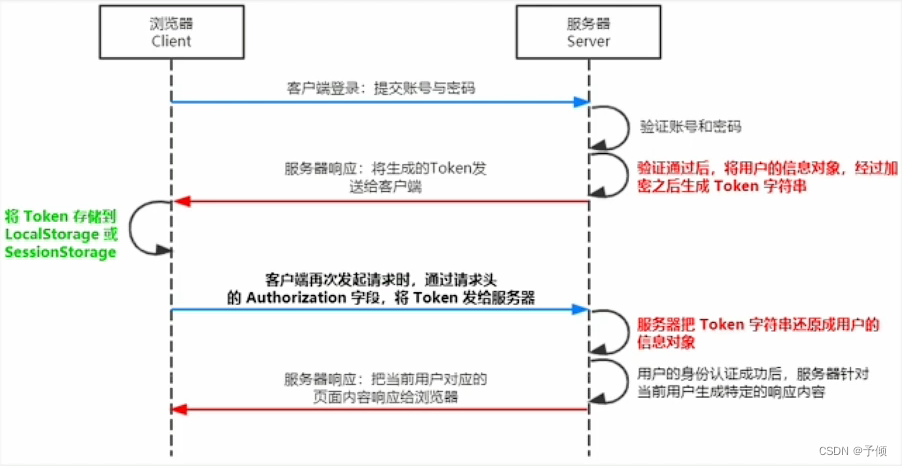 浏览器
Client
服务器
Server
客户端登录：提交账号与密码
验证账号和密码
服务器响应：将生成的Token发
送给客户端
验证通过后，将用户的信息对象，经过加
密之后生成 Token 字符串
将 Token 存储到
LocalStorage 或
SessionStorage
客户端再次发起请求时，通过请求头
的 Authorization 字段，将 Token 发给服务器
服务器把 Token 字符串还原成用户的
信息对象
服务器响应：把当前用户对应的
页面内容响应给浏览器
用户的身份认证成功后，服务器针对
当前用户生成特定的响应内容
CSDN @予倾